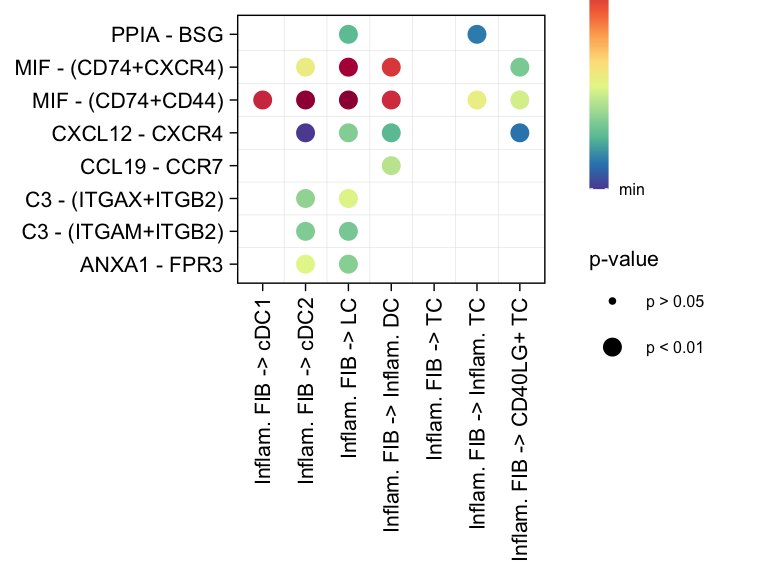 PPIA - BSG
MIF - (CD74+CXCR4)
MIF - (CD74+CD44)
CXCL12 - CXCR4
CCL19 - CCR7
C3 - (ITGAX+ITGB2)
C3 - (ITGAM+ITGB2)
ANXA1 - FPR3
Inflam. FIB -> cDC1
Inflam. FIB -> cDC2
Inflam. FIB -> LC
Inflam. FIB -> Inflam. DC
Inflam. FIB -> TC
Inflam. FIB -> Inflam. TC
Inflam. FIB -> CD40LG+ TC
min
p-value
p > 0.05
p < 0.01